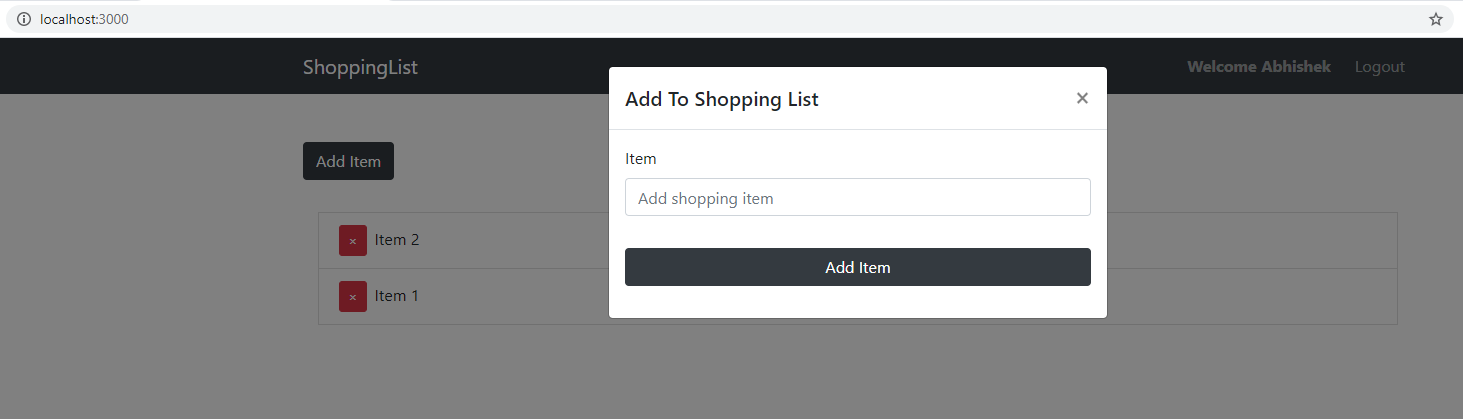 localhost:3000
ShoppingList
Welcome Abhishek
Logout
Add To Shopping List
×
Item
Add shopping item
Add Item
Add Item
× Item 2
× Item 1